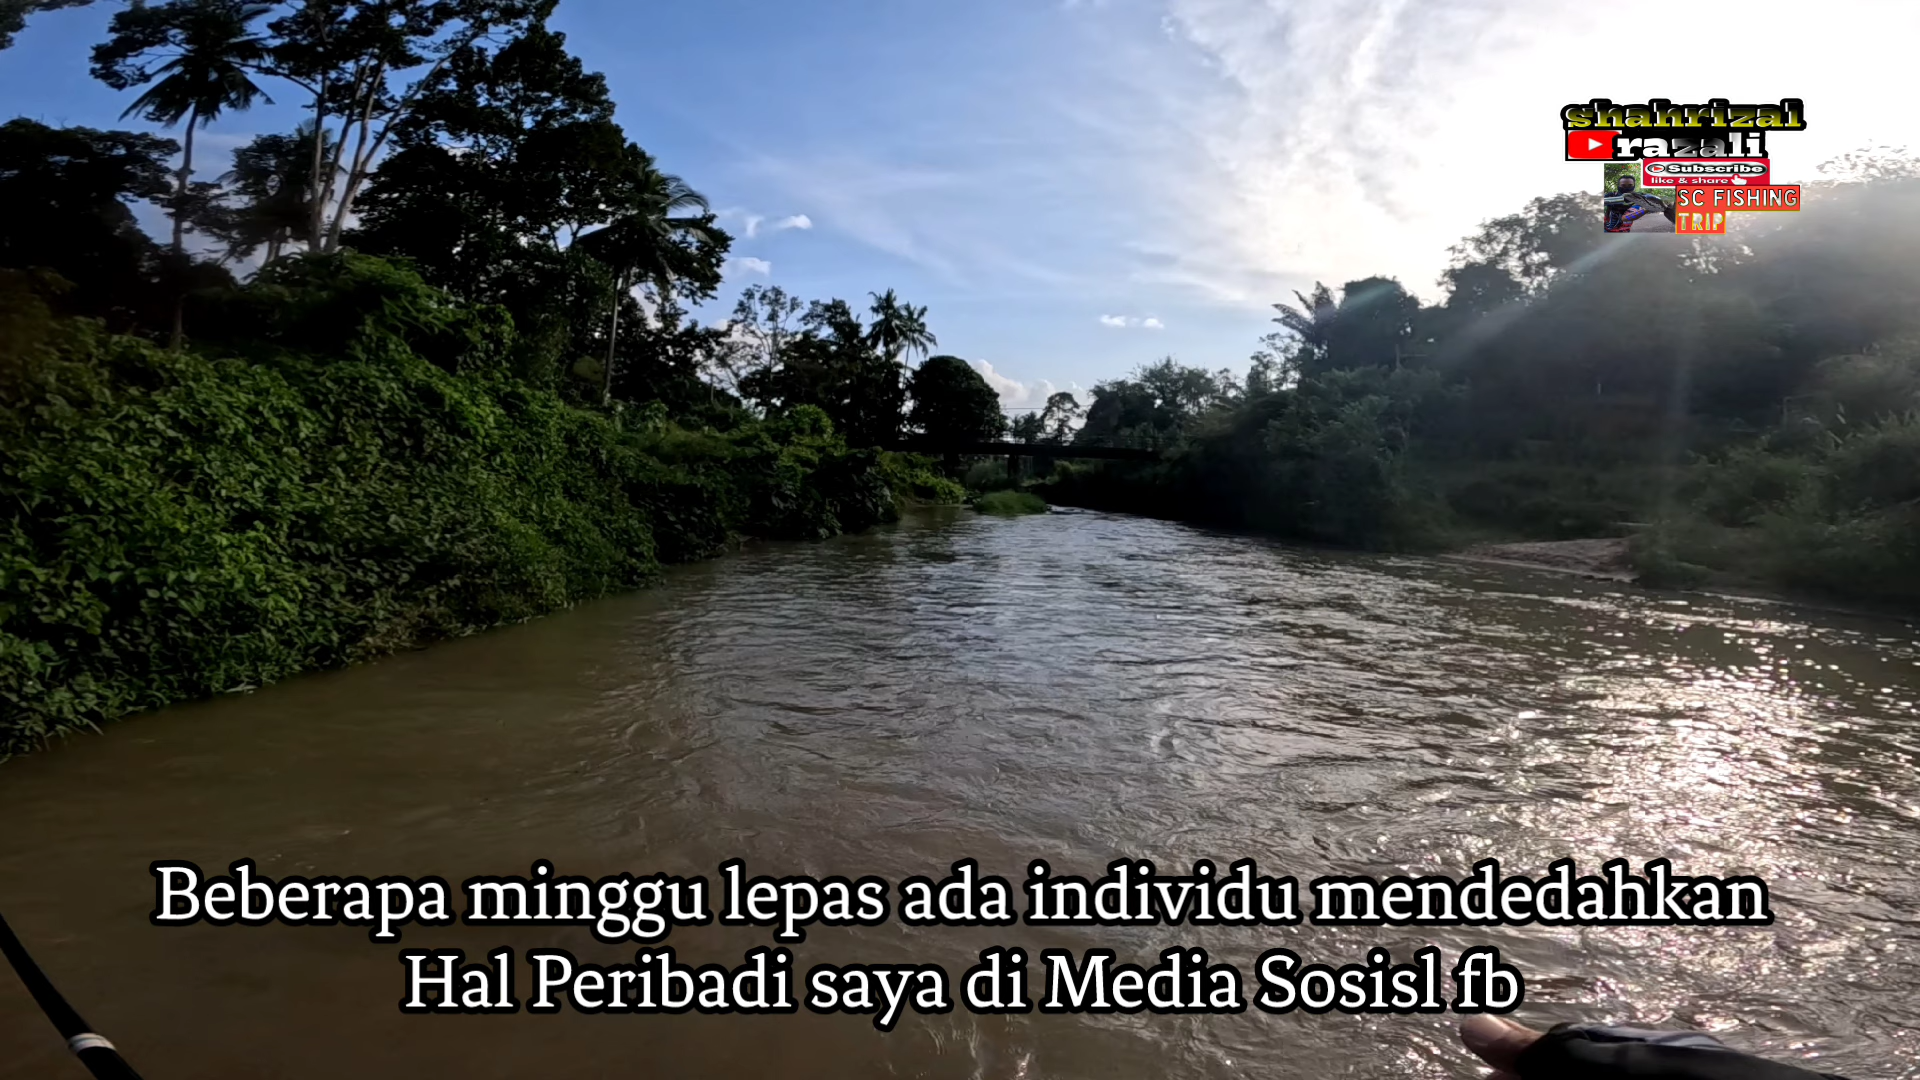 shahrizal
razali
Subscribe
like & share
SC FISHING
TRIP
Beberapa minggu lepas ada individu mendedahkan
Hal Peribadi saya di Media Sosisl fb